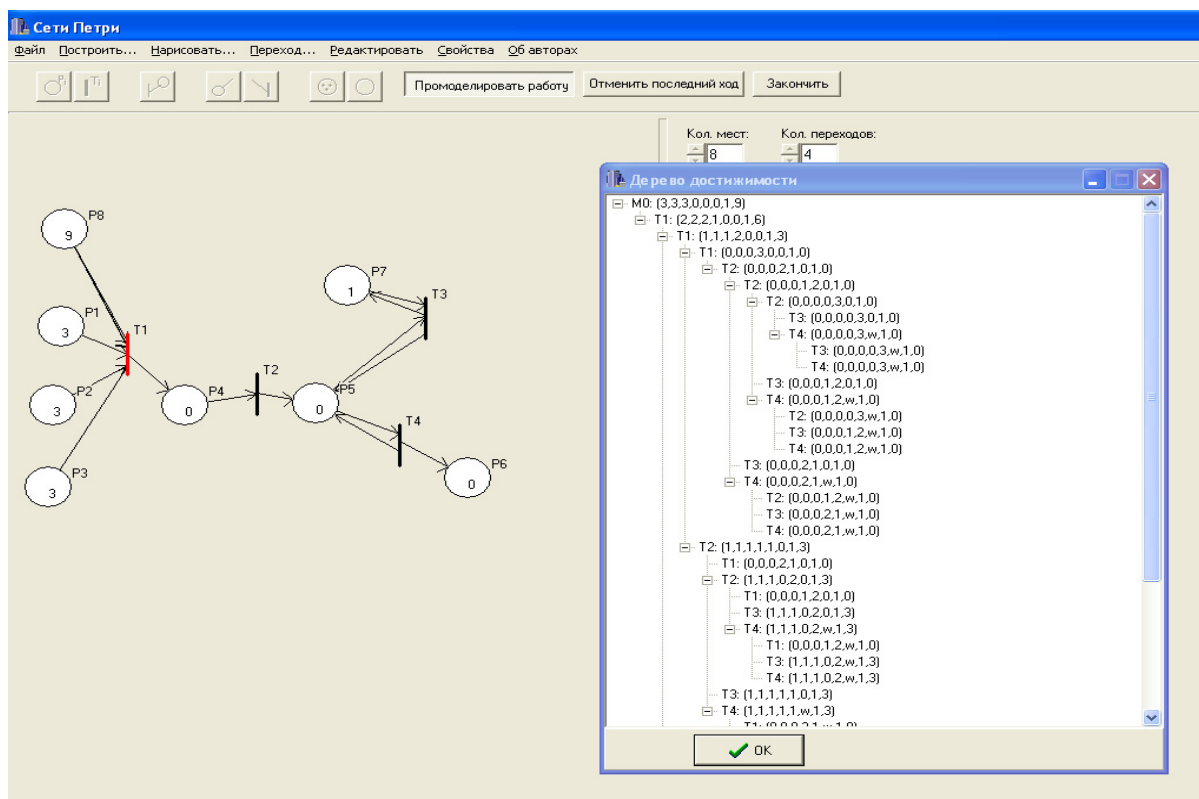 Сети Петри
Файл Построить... Нарисовать... Переход... Редактировать Свойства Об авторах
Pi Ti Промоделировать работу Отменить последний ход Закончить
Кол. мест: Кол. переходов:
8 4
Дерево достижимости
M0: (3,3,3,0,0,0,1,9)
T1: (2,2,2,1,0,0,1,6)
T1: (1,1,1,2,0,0,1,3)
T1: (0,0,0,3,0,0,1,0)
T2: (0,0,0,2,1,0,1,0)
T2: (0,0,0,1,2,0,1,0)
T2: (0,0,0,0,3,0,1,0)
T3: (0,0,0,0,3,0,1,0)
T4: (0,0,0,0,3,w,1,0)
T3: (0,0,0,0,3,w,1,0)
T4: (0,0,0,0,3,w,1,0)
T3: (0,0,0,1,2,0,1,0)
T4: (0,0,0,1,2,w,1,0)
T2: (0,0,0,0,3,w,1,0)
T3: (0,0,0,1,2,w,1,0)
T4: (0,0,0,1,2,w,1,0)
T3: (0,0,0,2,1,0,1,0)
T4: (0,0,0,2,1,w,1,0)
T2: (0,0,0,1,2,w,1,0)
T3: (0,0,0,2,1,w,1,0)
T4: (0,0,0,2,1,w,1,0)
T2: (1,1,1,1,1,0,1,3)
T1: (0,0,0,2,1,0,1,0)
T2: (1,1,1,0,2,0,1,3)
T1: (0,0,0,1,2,0,1,0)
T3: (1,1,1,0,2,0,1,3)
T4: (1,1,1,0,2,w,1,3)
T1: (0,0,0,1,2,w,1,0)
T3: (1,1,1,0,2,w,1,3)
T4: (1,1,1,0,2,w,1,3)
T3: (1,1,1,1,1,0,1,3)
T4: (1,1,1,1,1,w,1,3)
T1: (0,0,0,2,1,w,1,0)
OK
P8
9
P7
1
T3
P1
3
T1
T2
P2
3
P4
0
P5
0
T4
P3
3
P6
0